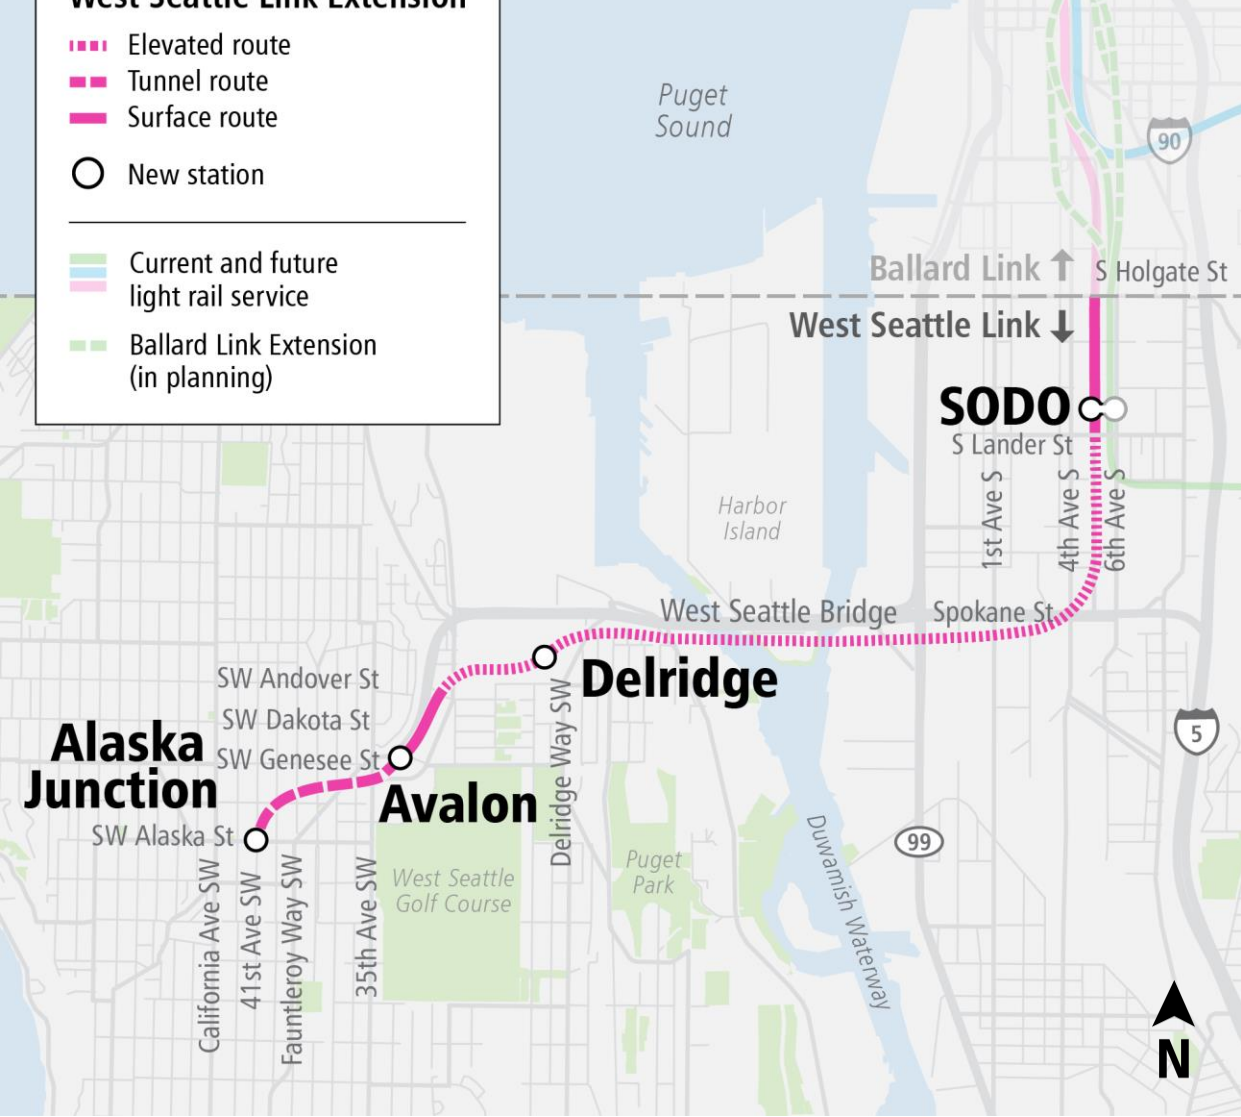 West Seattle Link Extension
Elevated route
Tunnel route
Surface route
New station
Current and future
light rail service
Ballard Link Extension
(in planning)
Puget
Sound
90
Ballard Link
S Holgate St
West Seattle Link
SODO
S Lander St
1st Ave S
4th Ave S
6th Ave S
Harbor
Island
West Seattle Bridge
Spokane St
Delridge
SW Andover St
SW Dakota St
SW Genesee St
Alaska
Junction
Avalon
SW Alaska St
Delridge Way SW
5
99
Duwamish Waterway
Puget
Park
West Seattle
Golf Course
California Ave SW
41st Ave SW
Fauntleroy Way SW
35th Ave SW
N